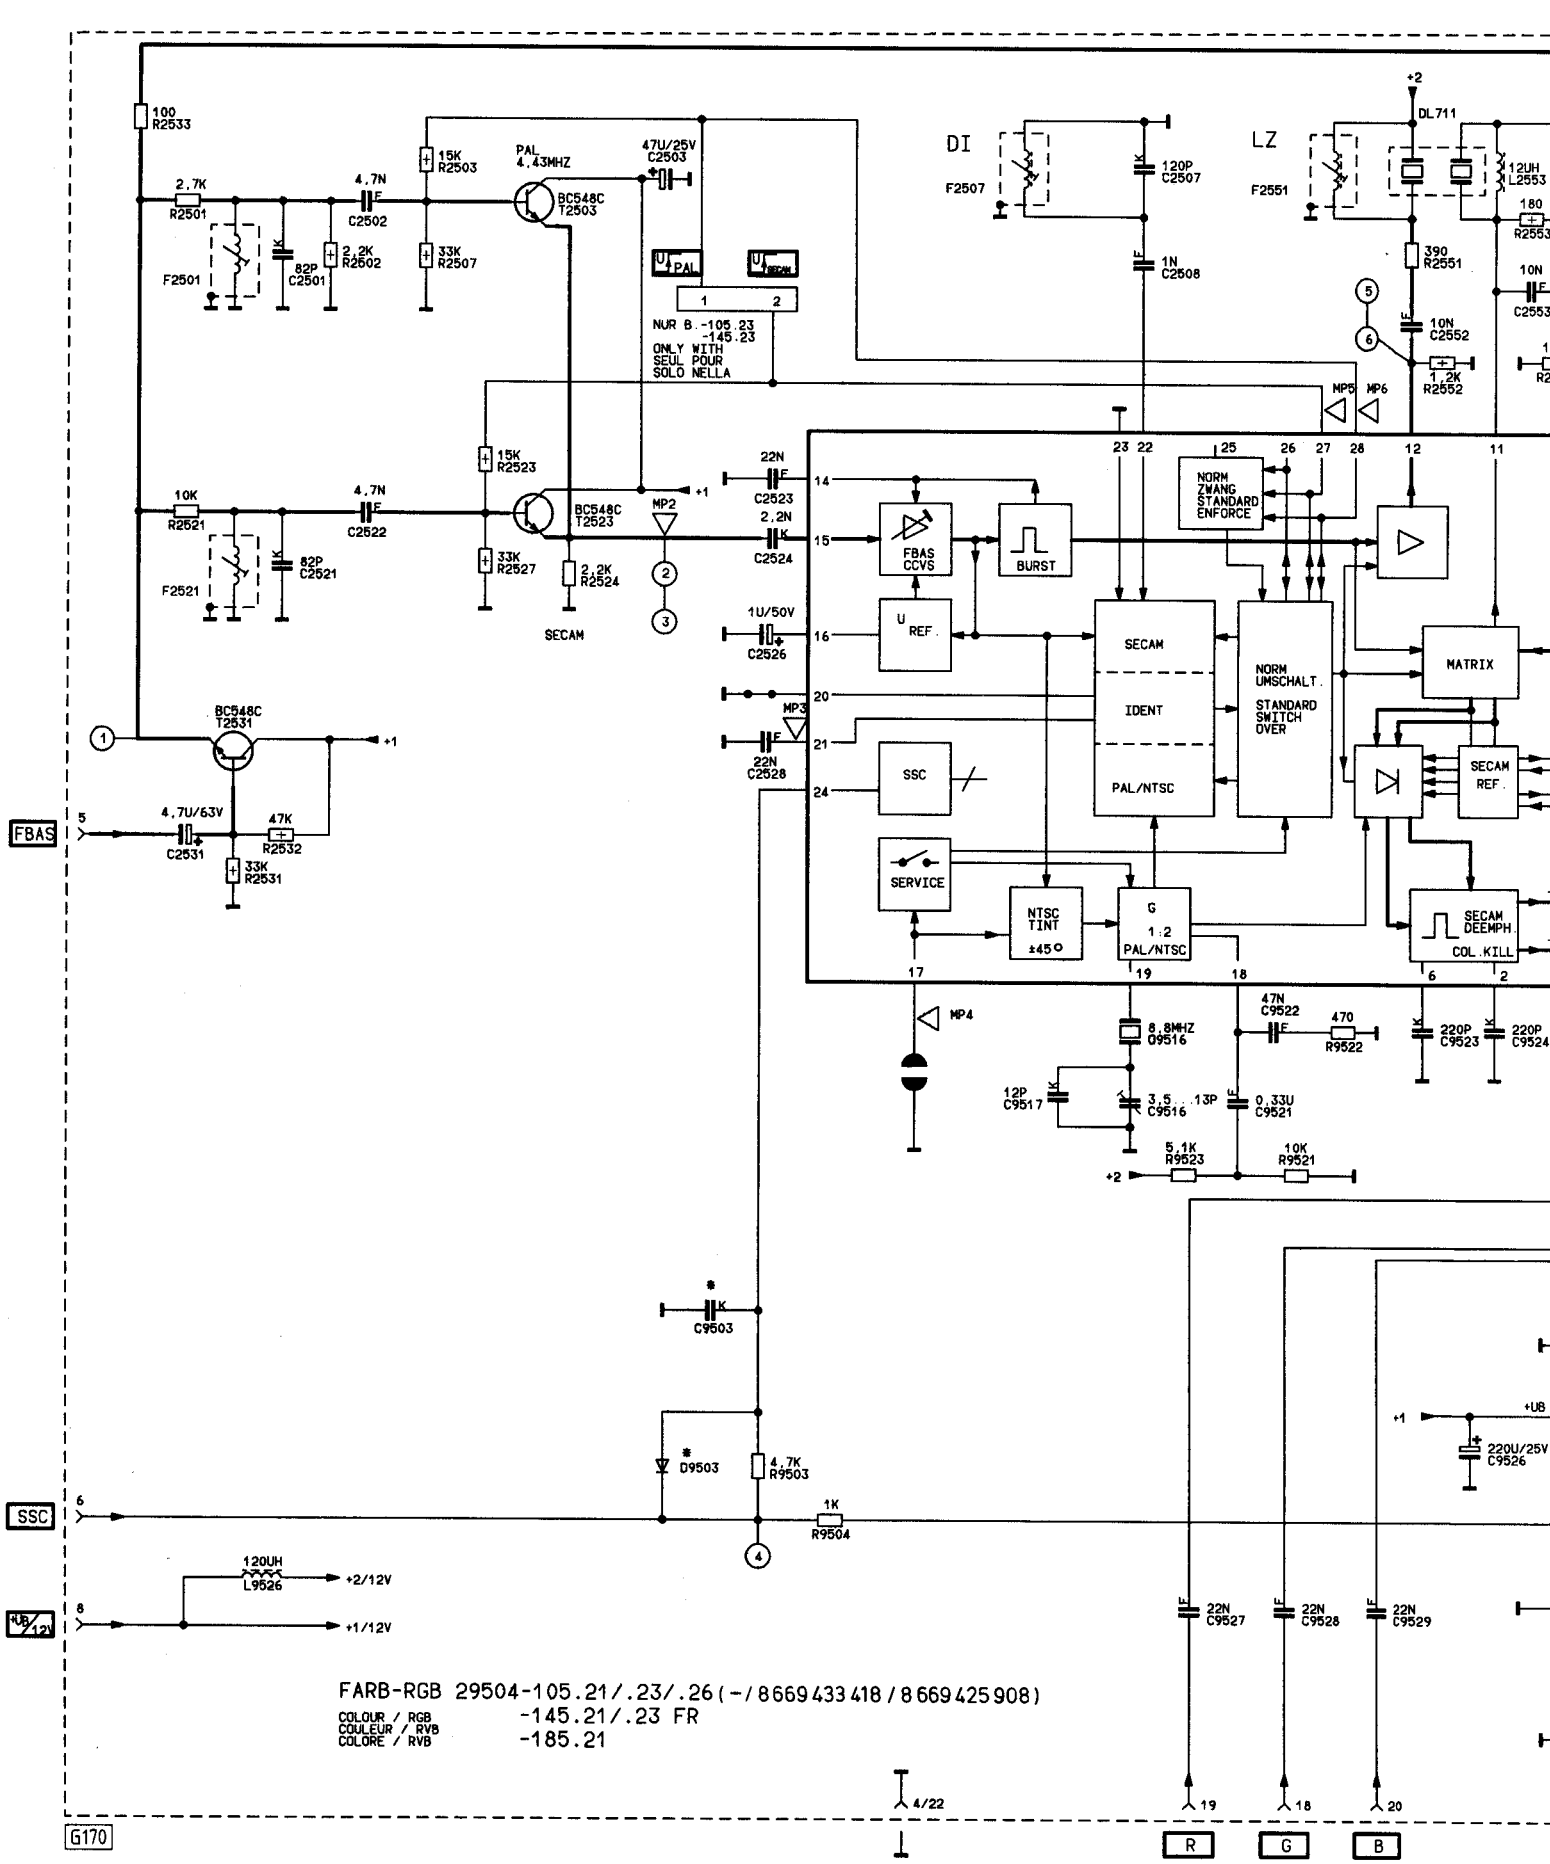 +2
DL711
100
R2533
15K
R2503
PAL
4.43MHZ
47U/25V
C2503
DI
F2507
120P
C2507
LZ
F2551
12UH
L2553
180
R2553
2,7K
R2501
4,7N
F
C2502
BC548C
T2503
F2501
K
82P
C2501
2,2K
R2502
33K
R2507
U
PAL
U
SECAM
1
2
1N
C2508
390
R2551
10N
C2553
5
6
10N
C2552
1,2K
R2552
NUR B.-105.23
-145.23
ONLY WITH
SEUL POUR
SOLO NELLA
MP5
MP6
15K
R2523
22N
C2523
14
23
22
25
26
27
28
12
11
10K
R2521
4,7N
F
C2522
BC548C
T2523
+1
MP2
2,2N
K
C2524
15
FBAS
CCVS
BURST
NORM
ZWANG
STANDARD
ENFORCE
F2521
K
82P
C2521
33K
R2527
2,2K
R2524
2
3
SECAM
1U/50V
C2526
16
U
REF.
SECAM
IDENT
PAL/NTSC
NORM
UMSCHALT.
STANDARD
SWITCH
OVER
MATRIX
20
MP3
21
22N
C2528
24
SSC
SECAM
REF.
BC548C
T2531
1
+1
FBAS
5
4,7U/63V
C2531
47K
R2532
33K
R2531
SERVICE
NTSC
TINT
±45°
G
1:2
PAL/NTSC
SECAM
DEEMPH.
COL.KILL
17
19
18
6
2
MP4
8,8MHZ
Q9516
47N
C9522
F
470
R9522
220P
C9523
220P
C9524
12P
C9517
3,5...13P
C9516
0,33U
C9521
5,1K
R9523
10K
R9521
+2
*
K
C9503
*
D9503
4,7K
R9503
+1
+UB
220U/25V
C9526
SSC
6
1K
R9504
4
120UH
L9526
+2/12V
+UB/12V
8
+1/12V
F
22N
C9527
F
22N
C9528
F
22N
C9529
FARB-RGB 29504-105.21/.23/.26(-/8669433418/8669425908)
COLOUR / RGB -145.21/.23 FR
COULEUR / RVB
COLORE / RVB -185.21
4/22
19
18
20
G170
R
G
B